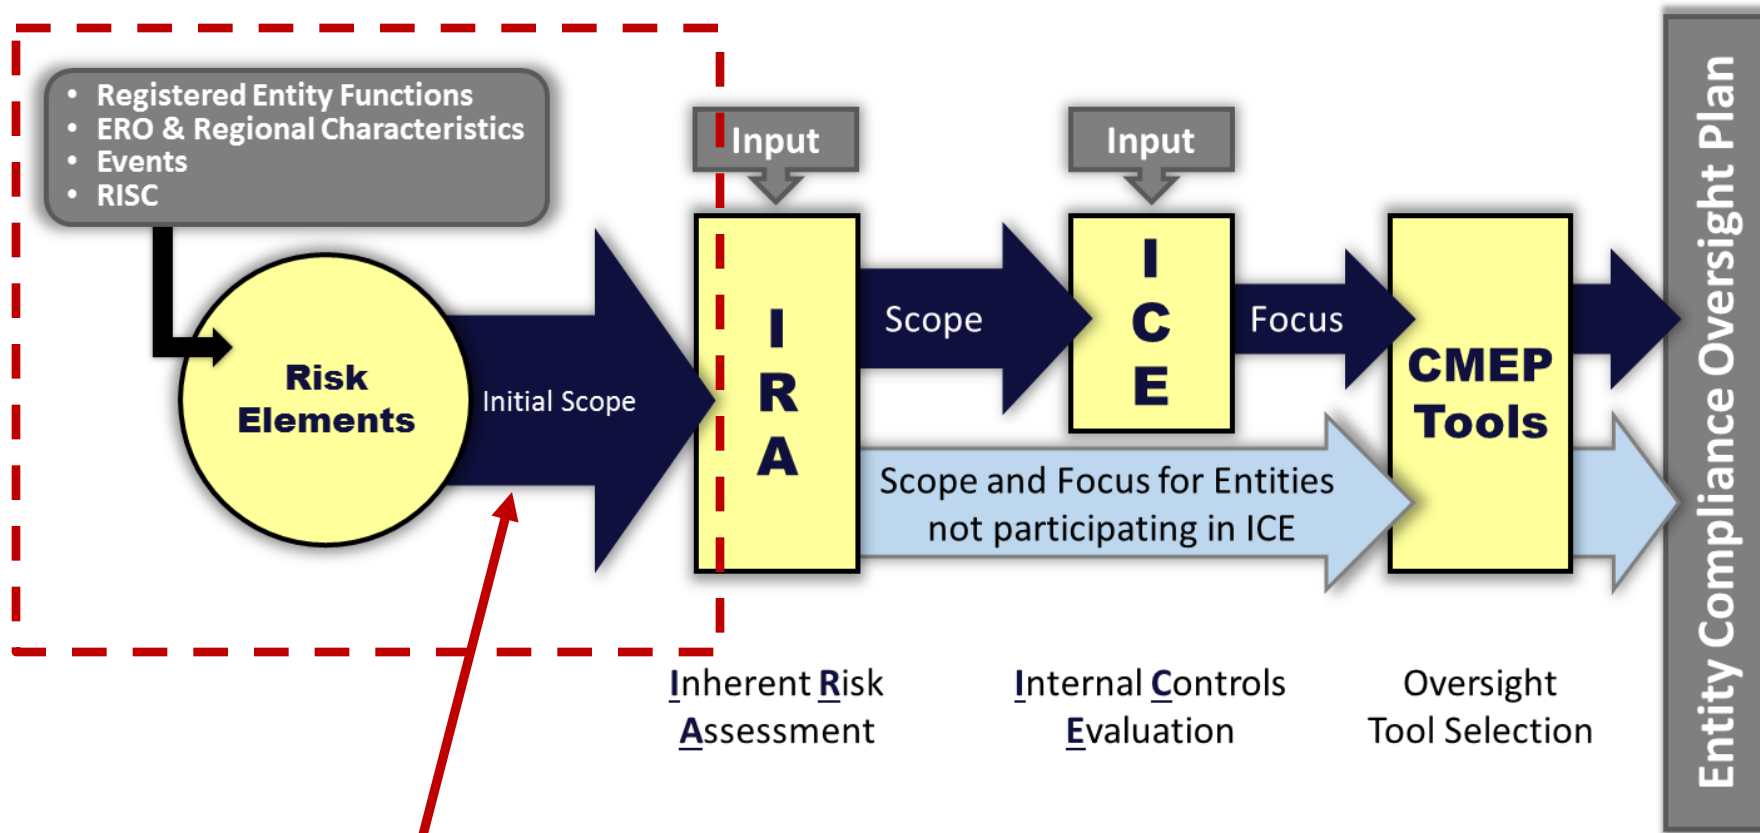 • Registered Entity Functions
• ERO & Regional Characteristics
• Events
• RISC
Risk
Elements
Initial Scope
Input
I
R
A
Scope
Input
I
C
E
Focus
Scope and Focus for Entities
not participating in ICE
CMEP
Tools
Entity Compliance Oversight Plan
Inherent Risk
Assessment
Internal Controls
Evaluation
Oversight
Tool Selection